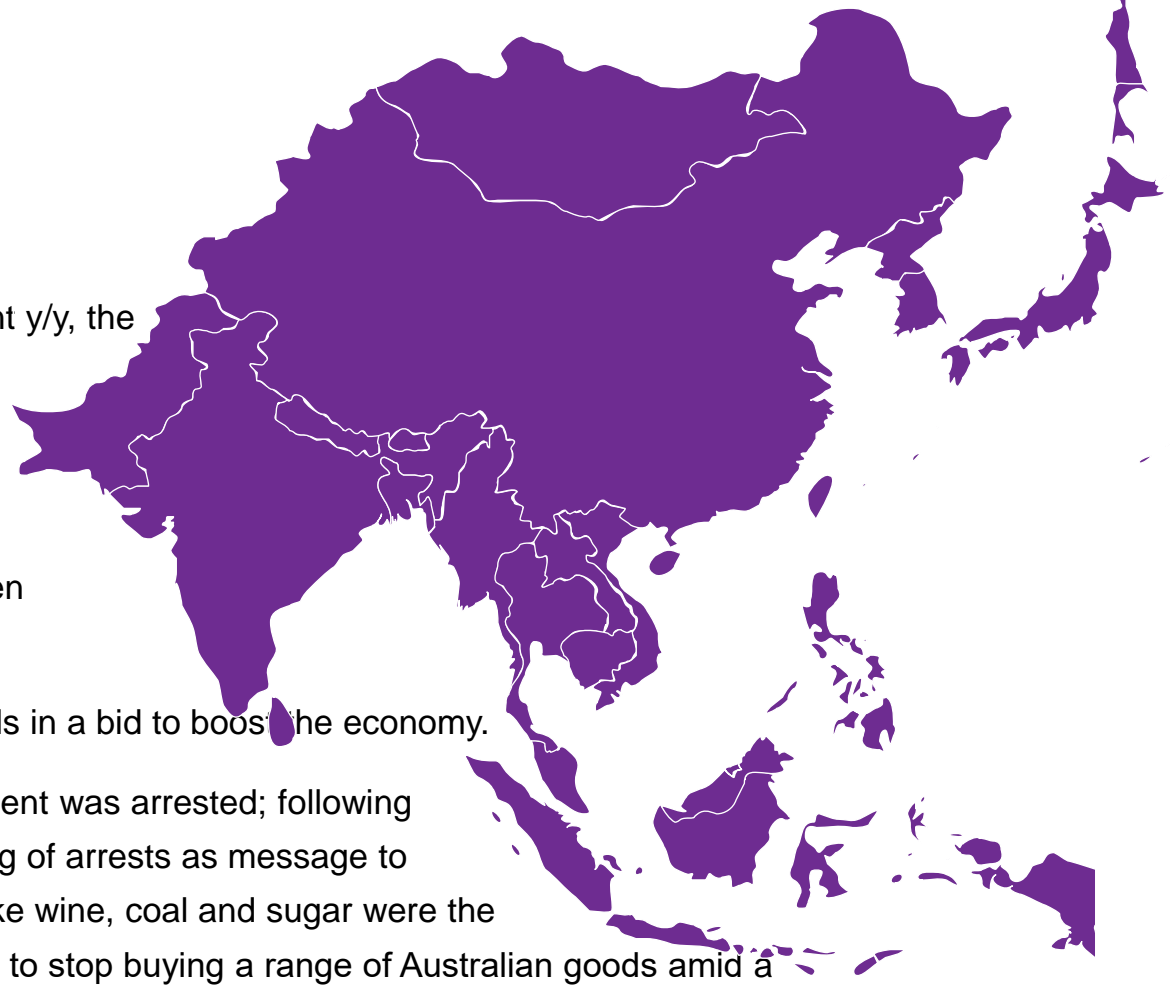 nt y/y, the
en
ls in a bid to boost the economy.
ent was arrested; following
g of arrests as message to
ke wine, coal and sugar were the
to stop buying a range of Australian goods amid a